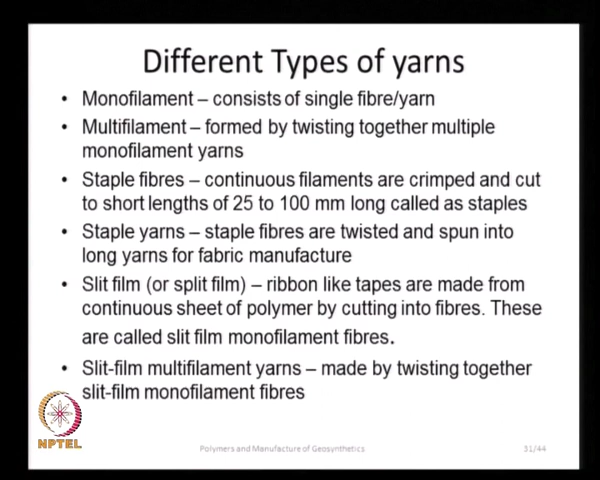 Different Types of yarns
• Monofilament – consists of single fibre/yarn
• Multifilament – formed by twisting together multiple
monofilament yarns
• Staple fibres – continuous filaments are crimped and cut
to short lengths of 25 to 100 mm long called as staples
• Staple yarns – staple fibres are twisted and spun into
long yarns for fabric manufacture
• Slit film (or split film) – ribbon like tapes are made from
continuous sheet of polymer by cutting into fibres. These
are called slit film monofilament fibres.
• Slit-film multifilament yarns – made by twisting together
slit-film monofilament fibres
NPTEL
Polymers and Manufacture of Geosynthetics
31/44